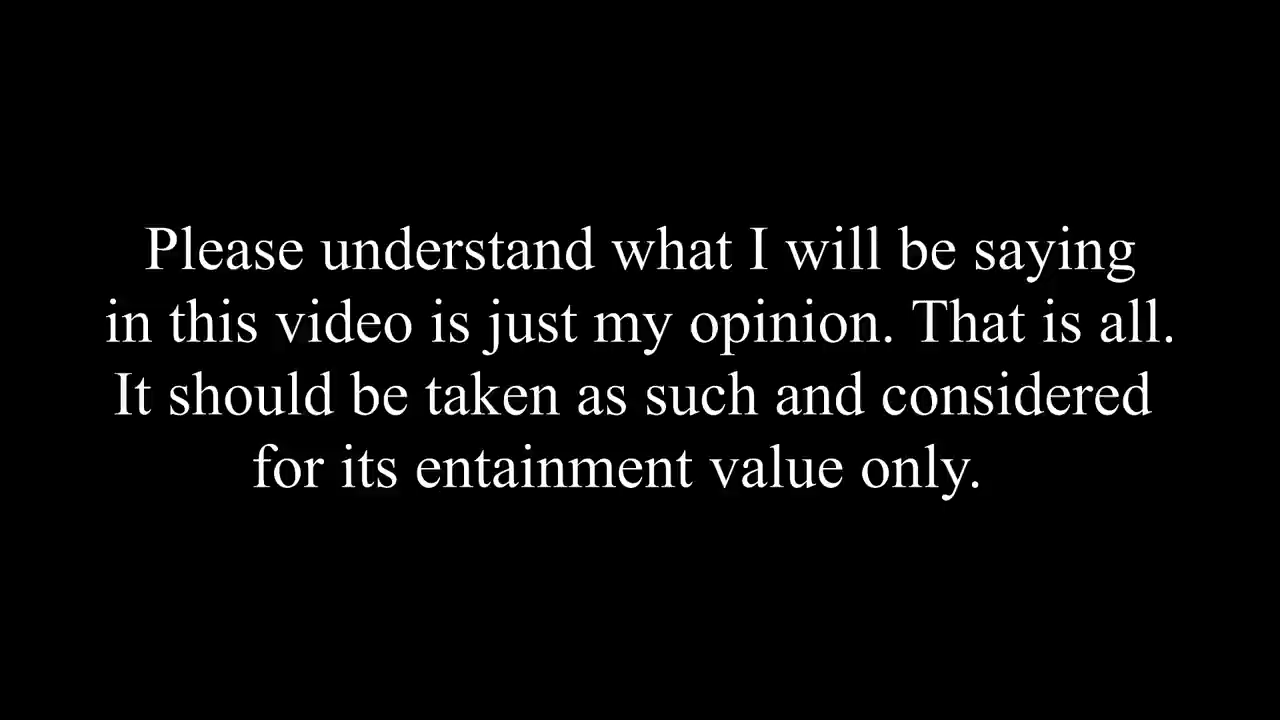 Please understand what I will be saying
in this video is just my opinion. That is all.
It should be taken as such and considered
for its entainment value only.